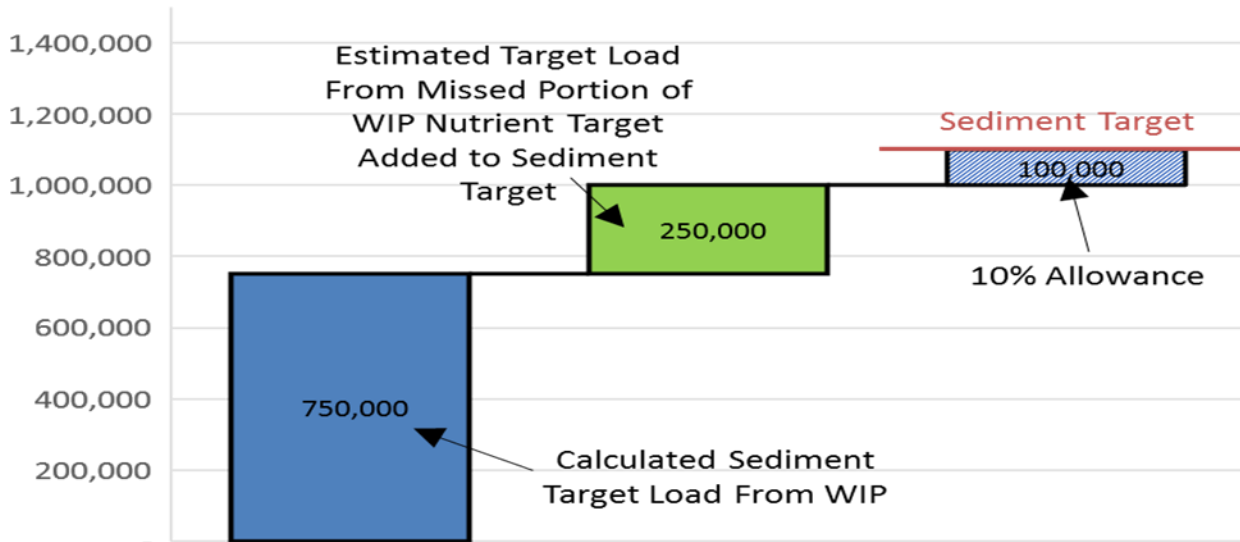 1,400,000
1,200,000
1,000,000
800,000
600,000
400,000
200,000
Estimated Target Load
From Missed Portion of
WIP Nutrient Target
Added to Sediment
Target
Sediment Target
100,000
250,000
10% Allowance
750,000
Calculated Sediment
Target Load From WIP